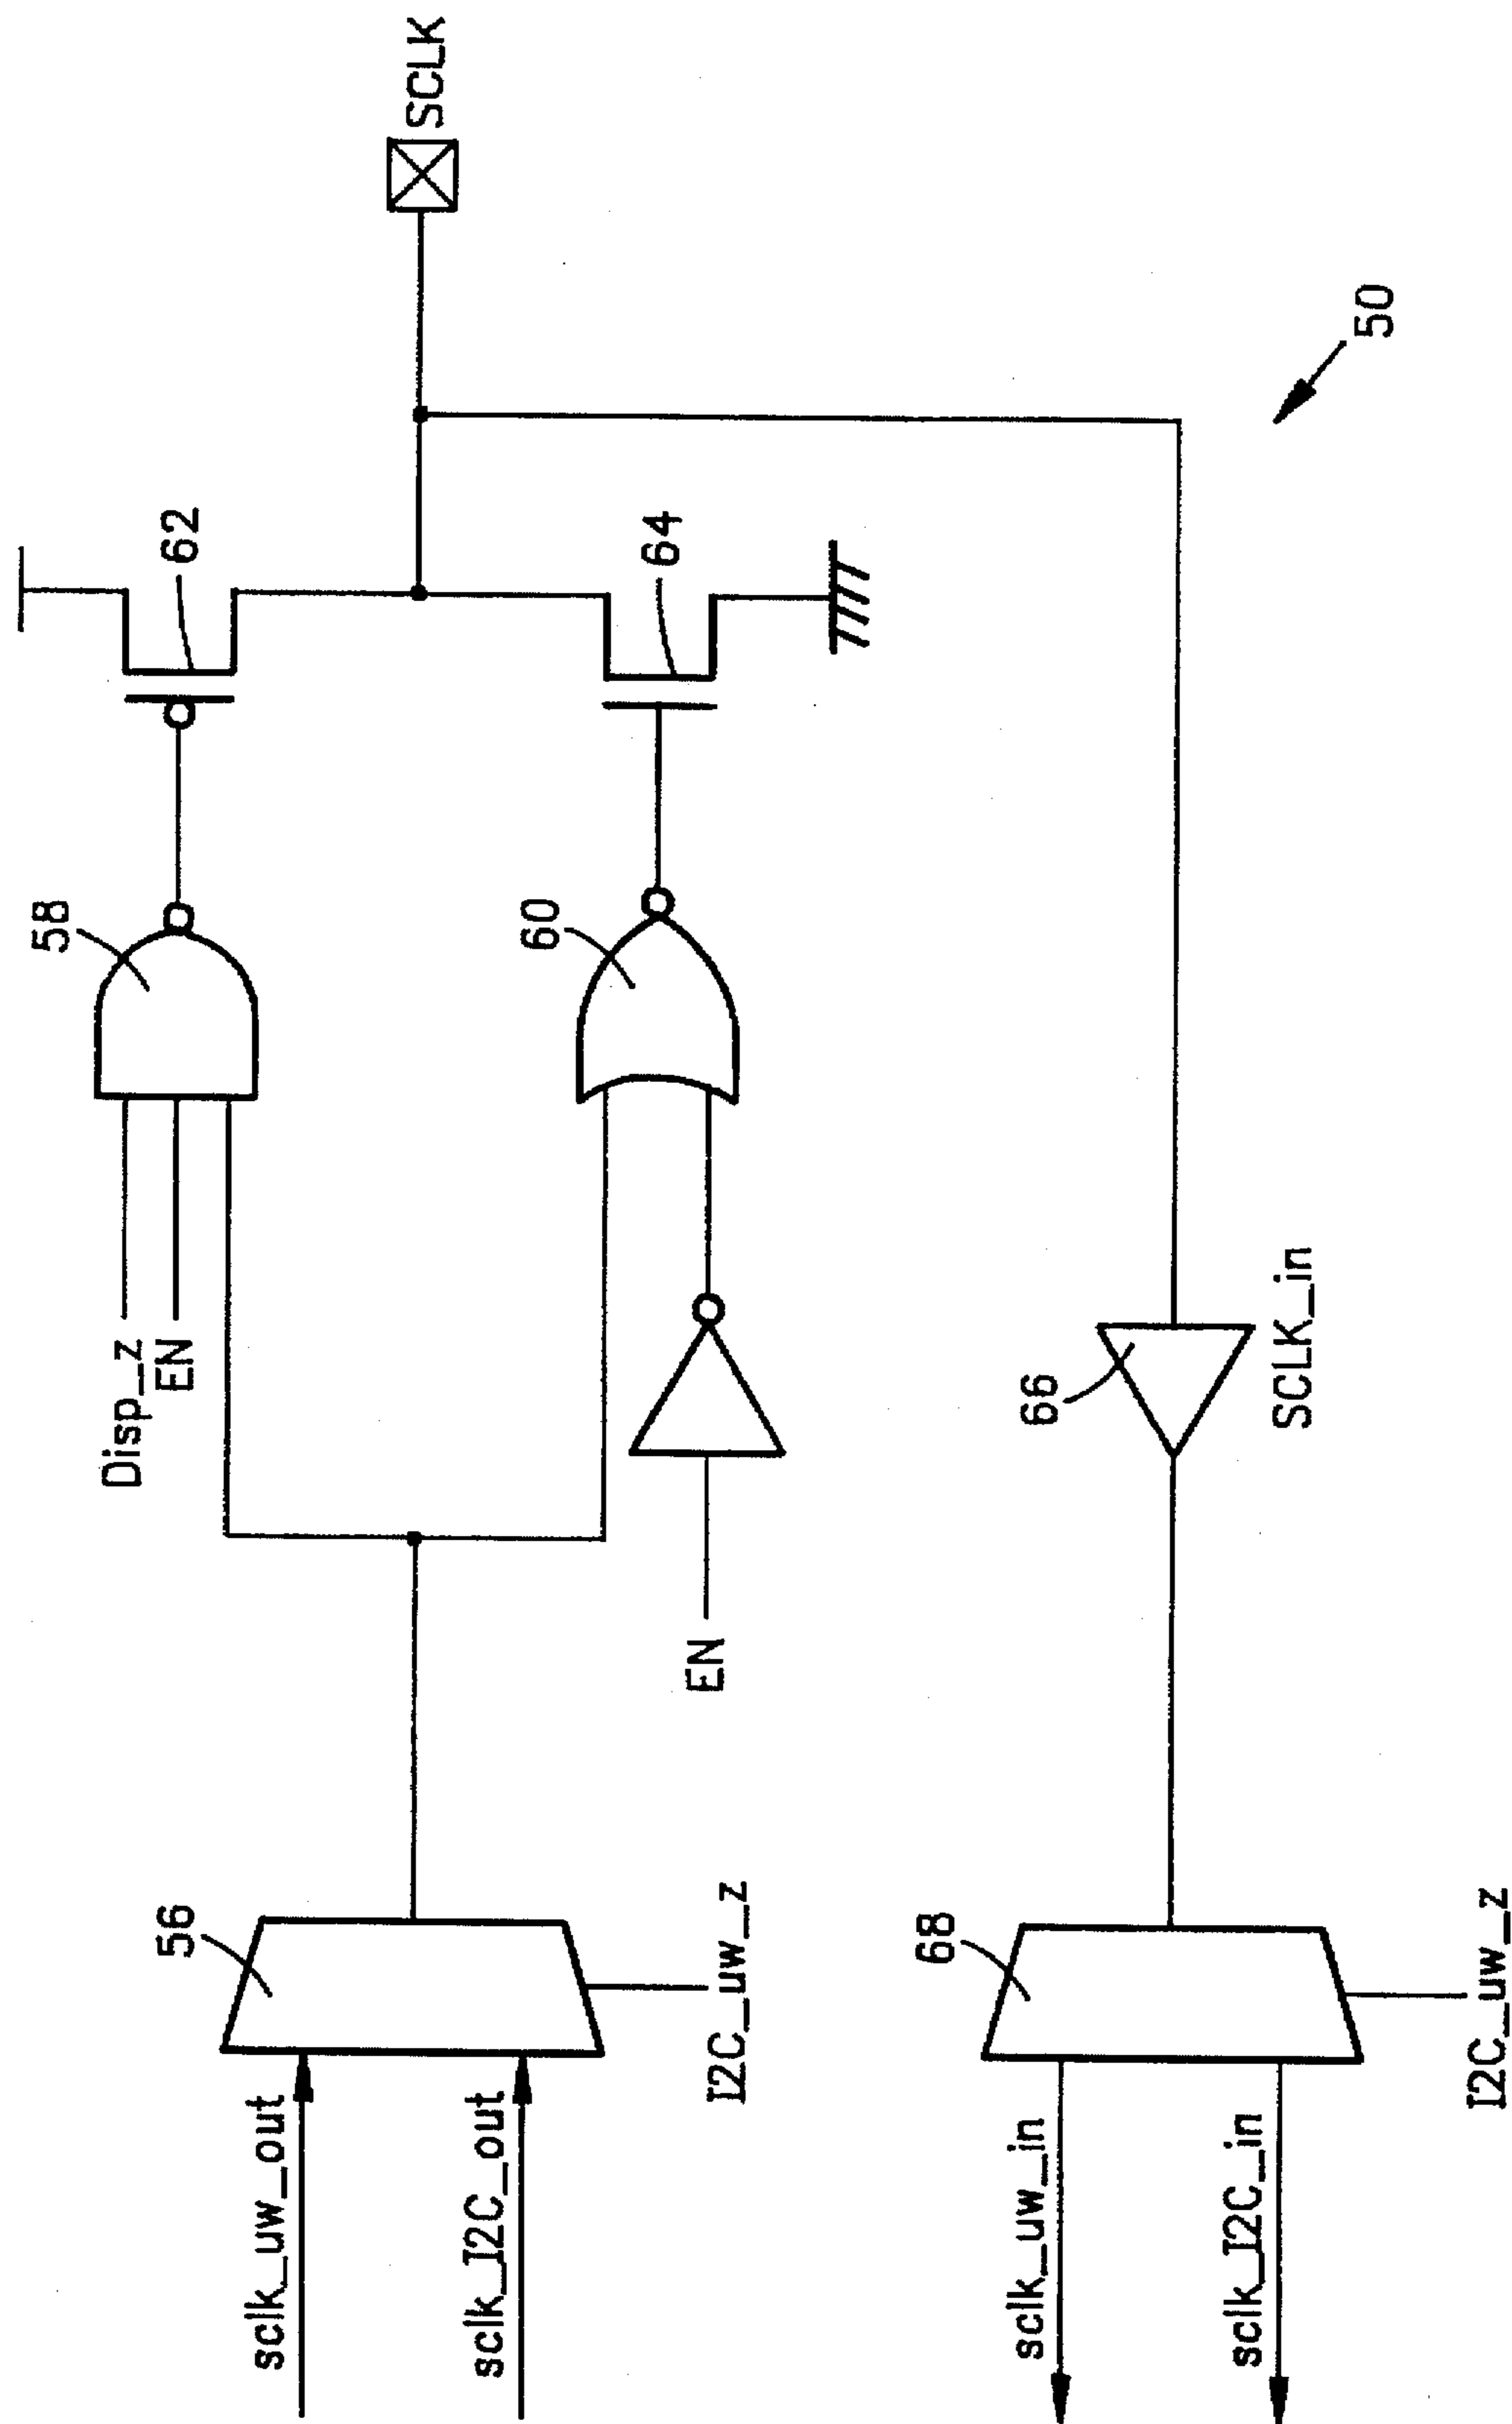 SCLK
62
64
58
60
Disp_z
EN
EN
66
SCLK_in
50
56
I2C_uw_z
sclk_uw_out
sclk_I2C_out
68
I2C_uw_z
sclk_uw_in
sclk_I2C_in